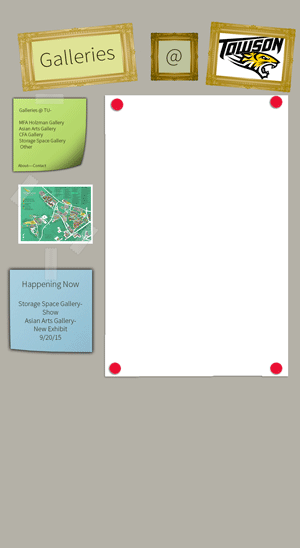 Galleries
@
TOWSON
Galleries @ TU-
MFA Holzman Gallery
Asian Arts Gallery
CFA Gallery
Storage Space Gallery
Other
About---Contact
Happening Now
Storage Space Gallery-
Show
Asian Arts Gallery-
New Exhibit
9/20/15